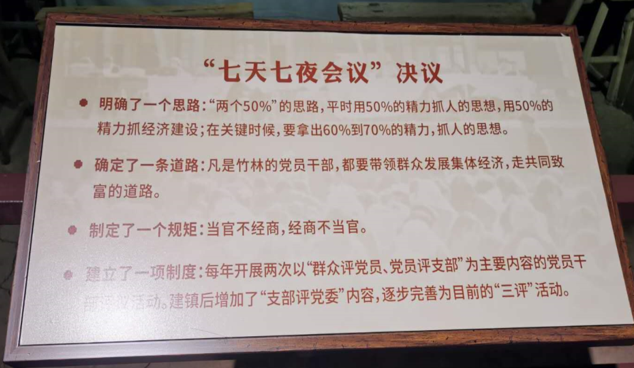 “七天七夜会议”决议
● 明确了一个思路：“两个50%”的思路，平时用50%的精力抓人的思想，用50%的
精力抓经济建设；在关键时候，要拿出60%到70%的精力，抓人的思想。
● 确定了一条道路：凡是竹林的党员干部，都要带领群众发展集体经济，走共同致
富的道路。
● 制定了一个规矩：当官不经商，经商不当官。
● 建立了一项制度：每年开展两次以“群众评党员、党员评支部”为主要内容的党员干
部评议活动。建镇后增加了“支部评党委”内容，逐步完善为目前的“三评”活动。